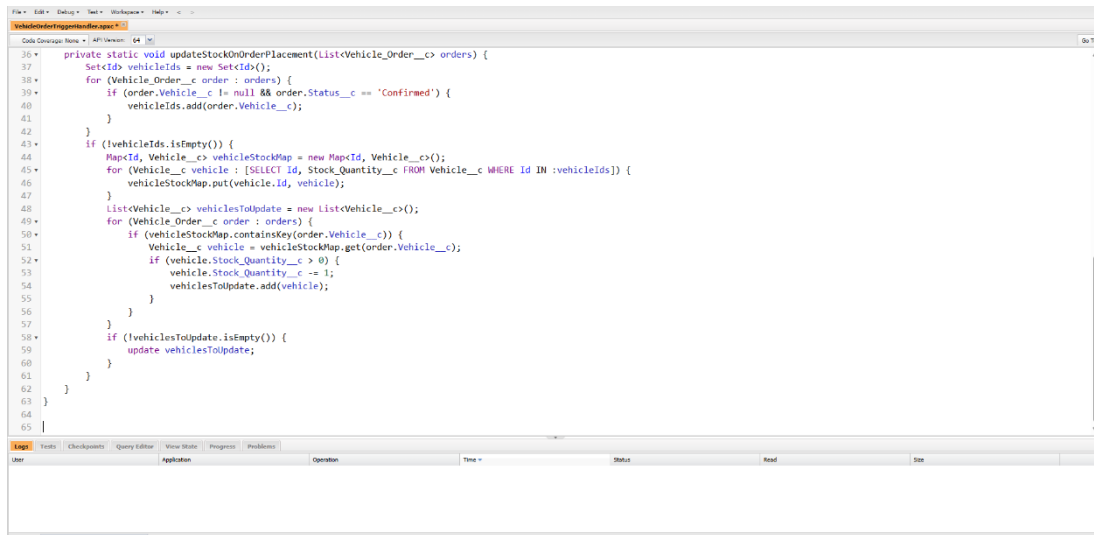 File • Edit • Debug • Test • Workspace • Help • < >
VehicleOrderTriggerHandler.apxc *
Code Coverage: None • API Version: 64 Go To
36 private static void updateStockOnOrderPlacement(List<Vehicle_Order__c> orders) {
37 Set<Id> vehicleIds = new Set<Id>();
38 for (Vehicle_Order__c order : orders) {
39 if (order.Vehicle__c != null && order.Status__c == 'Confirmed') {
40 vehicleIds.add(order.Vehicle__c);
41 }
42 }
43 if (!vehicleIds.isEmpty()) {
44 Map<Id, Vehicle__c> vehicleStockMap = new Map<Id, Vehicle__c>();
45 for (Vehicle__c vehicle : [SELECT Id, Stock_Quantity__c FROM Vehicle__c WHERE Id IN :vehicleIds]) {
46 vehicleStockMap.put(vehicle.Id, vehicle);
47 }
48 List<Vehicle__c> vehiclesToUpdate = new List<Vehicle__c>();
49 for (Vehicle_Order__c order : orders) {
50 if (vehicleStockMap.containsKey(order.Vehicle__c)) {
51 Vehicle__c vehicle = vehicleStockMap.get(order.Vehicle__c);
52 if (vehicle.Stock_Quantity__c > 0) {
53 vehicle.Stock_Quantity__c -= 1;
54 vehiclesToUpdate.add(vehicle);
55 }
56 }
57 }
58 if (!vehiclesToUpdate.isEmpty()) {
59 update vehiclesToUpdate;
60 }
61 }
62 }
63 }
64
65
Logs Tests Checkpoints Query Editor View State Progress Problems
User Application Operation Time Status Read Size